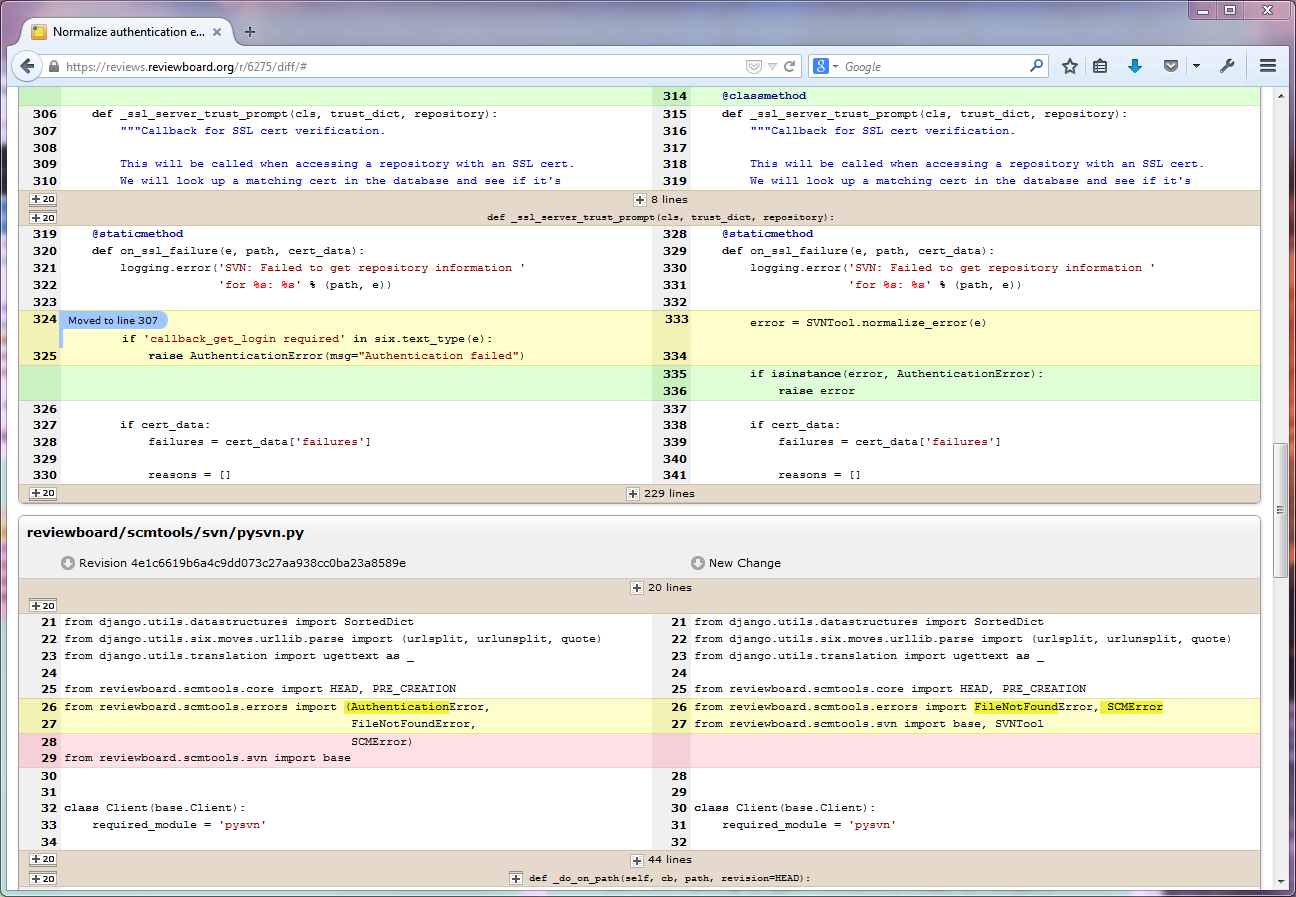 Normalize authentication e...
https://reviews.reviewboard.org/r/6275/diff/#
Google
314 @classmethod
306 def _ssl_server_trust_prompt(cls, trust_dict, repository): 315 def _ssl_server_trust_prompt(cls, trust_dict, repository):
307 """Callback for SSL cert verification. 316 """Callback for SSL cert verification.
308 317
309 This will be called when accessing a repository with an SSL cert. 318 This will be called when accessing a repository with an SSL cert.
310 We will look up a matching cert in the database and see if it's 319 We will look up a matching cert in the database and see if it's
+20 + 8 lines
+20 def _ssl_server_trust_prompt(cls, trust_dict, repository):
319 @staticmethod 328 @staticmethod
320 def on_ssl_failure(e, path, cert_data): 329 def on_ssl_failure(e, path, cert_data):
321 logging.error('SVN: Failed to get repository information ' 330 logging.error('SVN: Failed to get repository information '
322 'for %s: %s' % (path, e)) 331 'for %s: %s' % (path, e))
323 332
324 Moved to line 307 333 error = SVNTool.normalize_error(e)
if 'callback_get_login required' in six.text_type(e):
325 raise AuthenticationError(msg="Authentication failed") 334
335 if isinstance(error, AuthenticationError):
336 raise error
326 337
327 if cert_data: 338 if cert_data:
328 failures = cert_data['failures'] 339 failures = cert_data['failures']
329 340
330 reasons = [] 341 reasons = []
+20 + 229 lines
reviewboard/scmtools/svn/pysvn.py
Revision 4e1c6619b6a4c9dd073c27aa938cc0ba23a8589e New Change
+ 20 lines
+20
21 from django.utils.datastructures import SortedDict 21 from django.utils.datastructures import SortedDict
22 from django.utils.six.moves.urllib.parse import (urlsplit, urlunsplit, quote) 22 from django.utils.six.moves.urllib.parse import (urlsplit, urlunsplit, quote)
23 from django.utils.translation import ugettext as _ 23 from django.utils.translation import ugettext as _
24 24
25 from reviewboard.scmtools.core import HEAD, PRE_CREATION 25 from reviewboard.scmtools.core import HEAD, PRE_CREATION
26 from reviewboard.scmtools.errors import (AuthenticationError, 26 from reviewboard.scmtools.errors import FileNotFoundError, SCMError
27 FileNotFoundError, 27 from reviewboard.scmtools.svn import base, SVNTool
28 SCMError)
29 from reviewboard.scmtools.svn import base
30 28
31 29
32 class Client(base.Client): 30 class Client(base.Client):
33 required_module = 'pysvn' 31 required_module = 'pysvn'
34 32
+20 + 44 lines
+20 + def _do_on_path(self, cb, path, revision=HEAD):